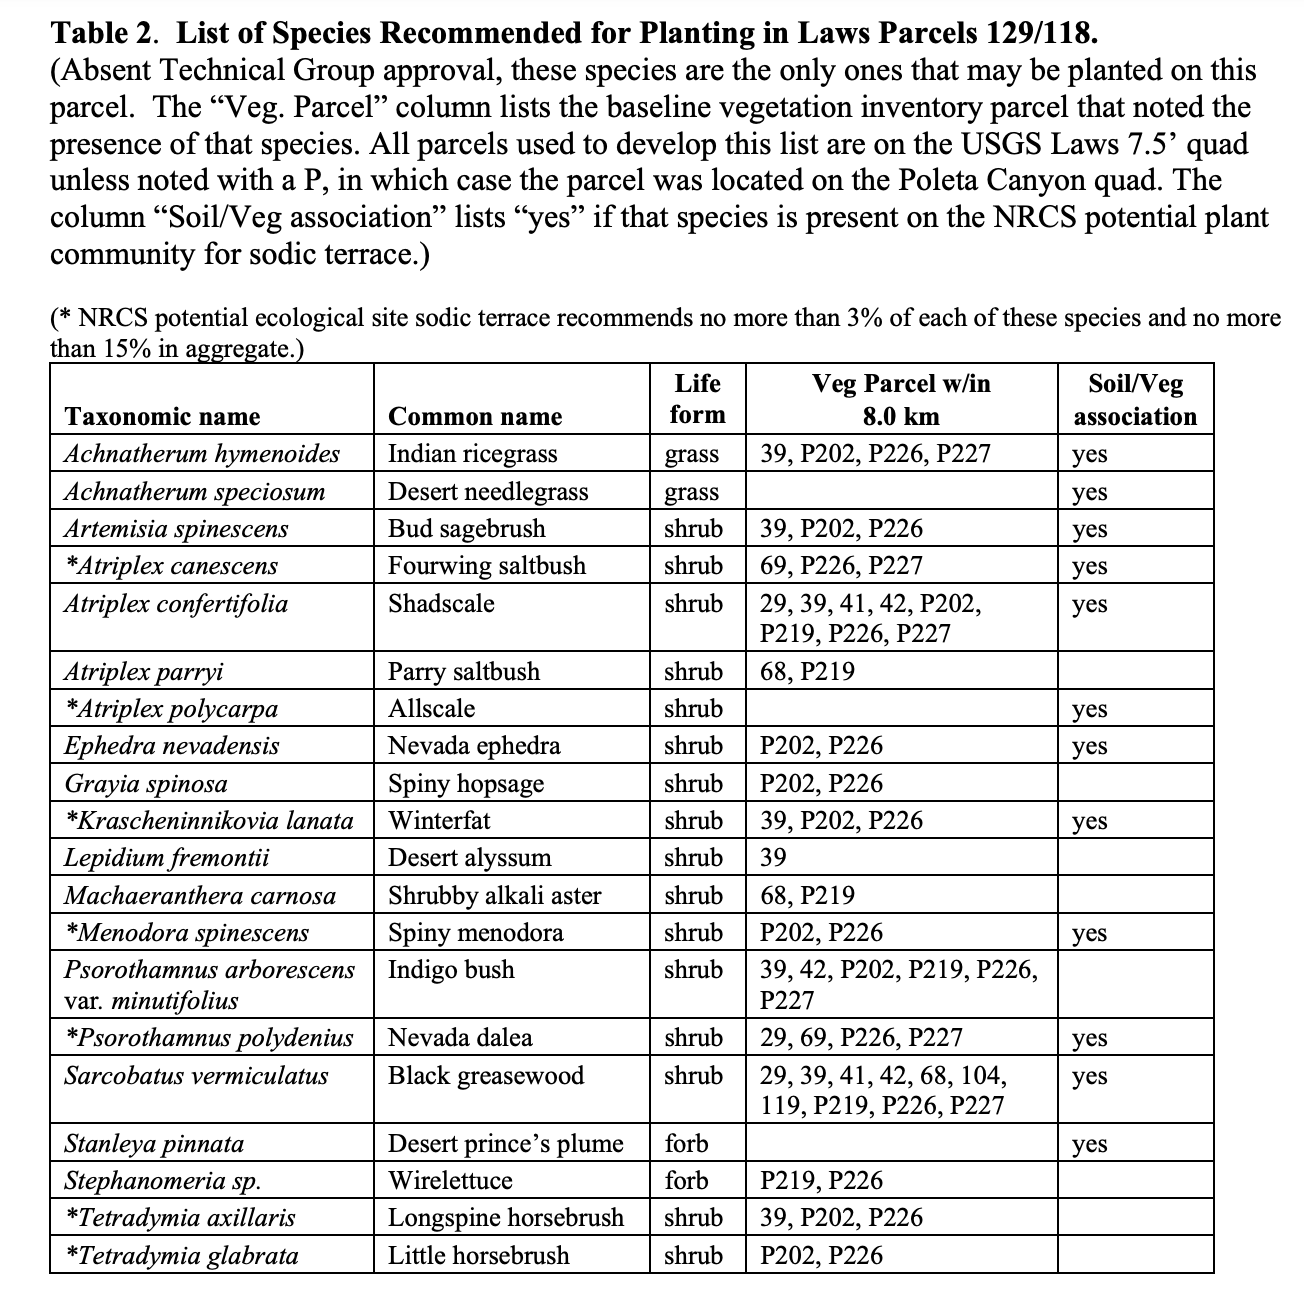 Table 2.  List of Species Recommended for Planting in Laws Parcels 129/118.
(Absent Technical Group approval, these species are the only ones that may be planted on this
parcel.  The “Veg. Parcel” column lists the baseline vegetation inventory parcel that noted the
presence of that species. All parcels used to develop this list are on the USGS Laws 7.5’ quad
unless noted with a P, in which case the parcel was located on the Poleta Canyon quad. The
column “Soil/Veg association” lists “yes” if that species is present on the NRCS potential plant
community for sodic terrace.)
(* NRCS potential ecological site sodic terrace recommends no more than 3% of each of these species and no more
than 15% in aggregate.)
Taxonomic name Common name Life form Veg Parcel w/in 8.0 km Soil/Veg association
Achnatherum hymenoides Indian ricegrass grass 39, P202, P226, P227 yes
Achnatherum speciosum Desert needlegrass grass yes
Artemisia spinescens Bud sagebrush shrub 39, P202, P226 yes
*Atriplex canescens Fourwing saltbush shrub 69, P226, P227 yes
Atriplex confertifolia Shadscale shrub 29, 39, 41, 42, P202, yes
P219, P226, P227
Atriplex parryi Parry saltbush shrub 68, P219
*Atriplex polycarpa Allscale shrub yes
Ephedra nevadensis Nevada ephedra shrub P202, P226 yes
Grayia spinosa Spiny hopsage shrub P202, P226
*Krascheninnikovia lanata Winterfat shrub 39, P202, P226 yes
Lepidium fremontii Desert alyssum shrub 39
Machaeranthera carnosa Shrubby alkali aster shrub 68, P219
*Menodora spinescens Spiny menodora shrub P202, P226 yes
Psorothamnus arborescens Indigo bush shrub 39, 42, P202, P219, P226,
var. minutifolius P227
*Psorothamnus polydenius Nevada dalea shrub 29, 69, P226, P227 yes
Sarcobatus vermiculatus Black greasewood shrub 29, 39, 41, 42, 68, 104, yes
119, P219, P226, P227
Stanleya pinnata Desert prince’s plume forb yes
Stephanomeria sp. Wirelettuce forb P219, P226
*Tetradymia axillaris Longspine horsebrush shrub 39, P202, P226
*Tetradymia glabrata Little horsebrush shrub P202, P226